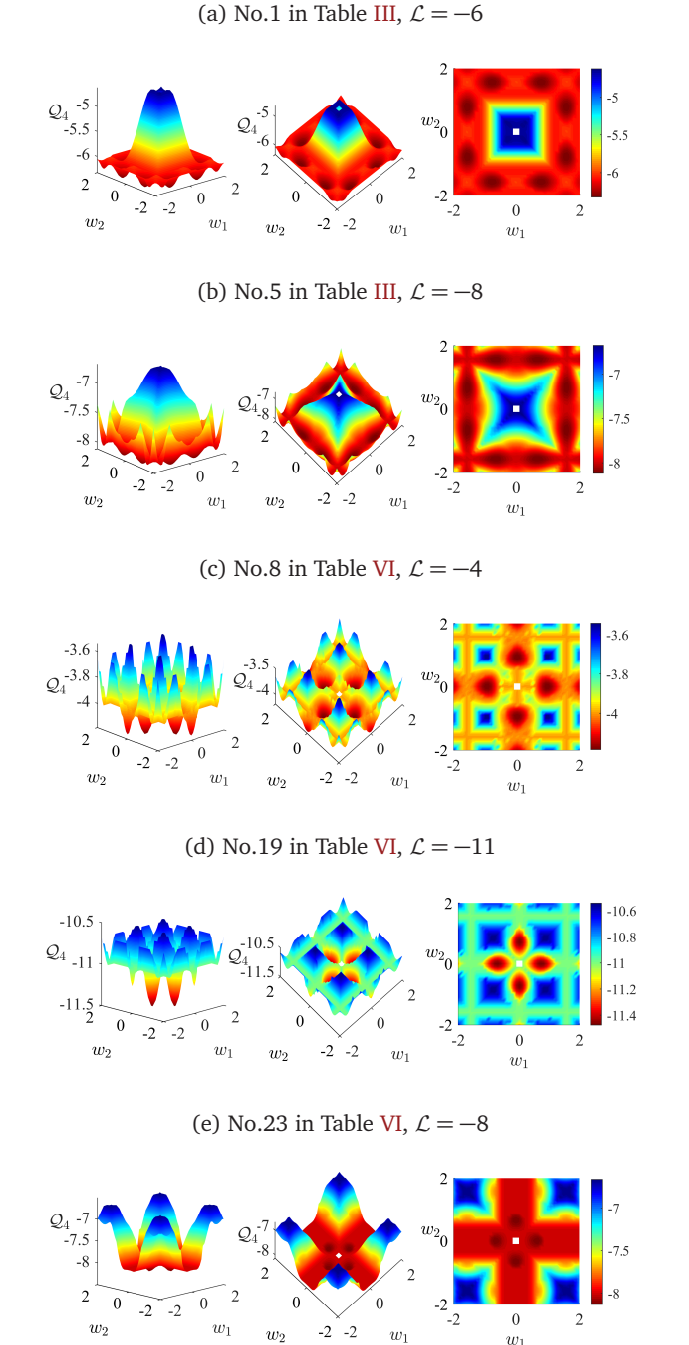 (a) No.1 in Table III, ℒ = −6
-5
𝒬4 -5.5
-6
2
0
-2
-2
0
2
w2
w1
-5
𝒬4
-6
2
0
-2
-2
0
2
w2
w1
2
w2 0
-2
-2
0
2
w1
-5
-5.5
-6
(b) No.5 in Table III, ℒ = −8
-7
𝒬4
-7.5
-8
2
0
-2
-2
0
2
w2
w1
𝒬4 -7
-8
2
0
-2
-2
0
2
w2
w1
2
w2 0
-2
-2
0
2
w1
-7
-7.5
-8
(c) No.8 in Table VI, ℒ = −4
-3.6
𝒬4 -3.8
-4
2
0
-2
-2
0
2
w2
w1
-3.5
𝒬4
-4
2
0
-2
-2
0
2
w2
w1
2
w2
0
-2
-2
0
2
w1
-3.6
-3.8
-4
(d) No.19 in Table VI, ℒ = −11
-10.5
𝒬4
-11
-11.5
2
0
-2
-2
0
2
w2
w1
-10.5
𝒬4
-11.5
2
0
-2
-2
0
2
w2
w1
2
w2
0
-2
-2
0
2
w1
-10.6
-10.8
-11
-11.2
-11.4
(e) No.23 in Table VI, ℒ = −8
𝒬4 -7
-7.5
-8
2
0
-2
-2
0
2
w2
w1
𝒬4 -7
-8
2
0
-2
-2
0
2
w2
w1
2
w2
0
-2
-2
0
2
w1
-7
-7.5
-8